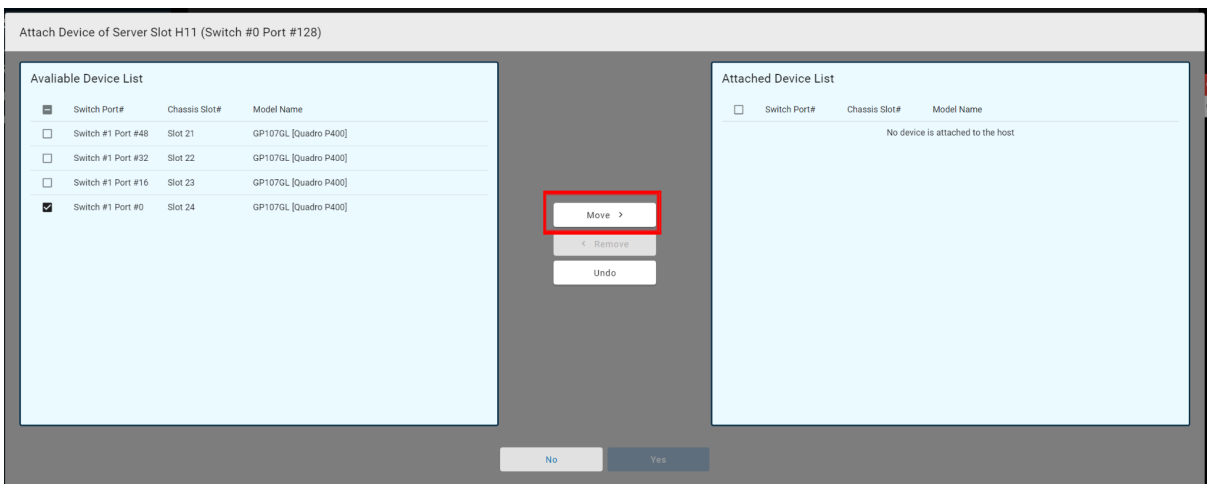 Attach Device of Server Slot H11 (Switch #0 Port #128)
Avaliable Device List
Switch Port# Chassis Slot# Model Name
Switch #1 Port #48 Slot 21 GP107GL [Quadro P400]
Switch #1 Port #32 Slot 22 GP107GL [Quadro P400]
Switch #1 Port #16 Slot 23 GP107GL [Quadro P400]
Switch #1 Port #0 Slot 24 GP107GL [Quadro P400]
Move >
< Remove
Undo
Attached Device List
Switch Port# Chassis Slot# Model Name
No device is attached to the host
No
Yes